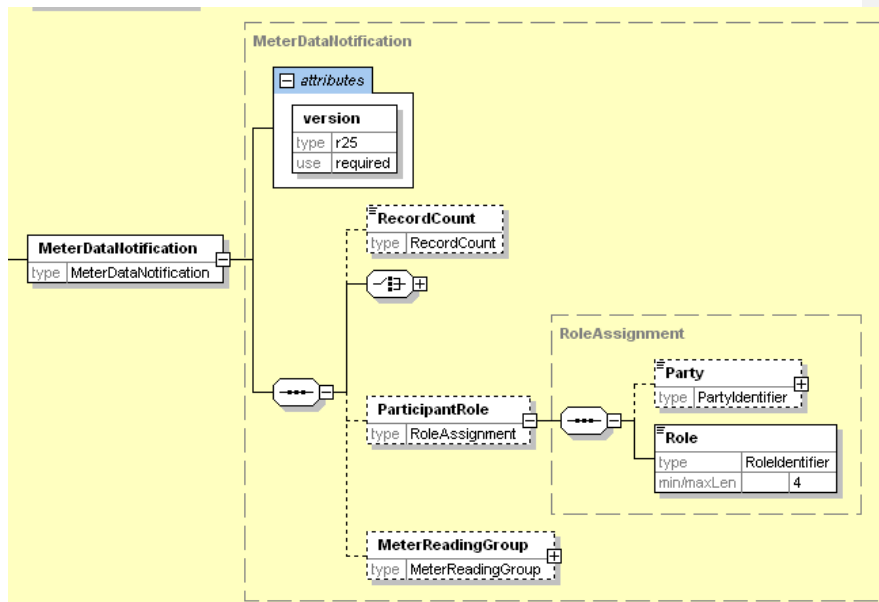 MeterDataNotification
attributes
version
type r25
use required
RecordCount
type RecordCount
MeterDataNotification
type MeterDataNotification
RoleAssignment
Party
type PartyIdentifier
ParticipantRole
type RoleAssignment
Role
type RoleIdentifier
min/maxLen 4
MeterReadingGroup
type MeterReadingGroup